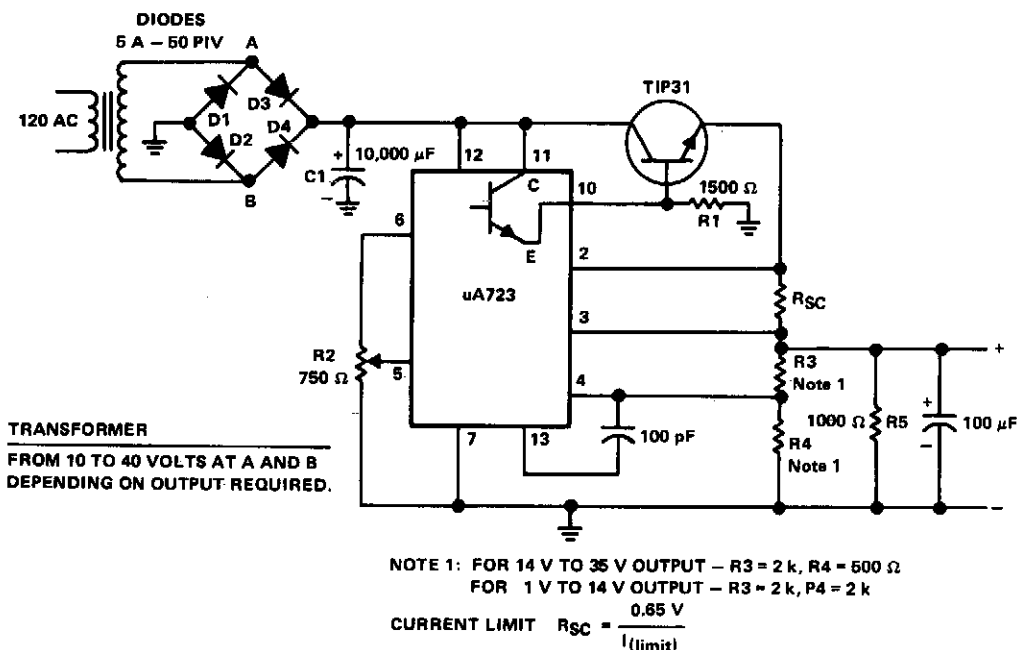 DIODES
5 A – 50 PIV
A
TIP31
120 AC
D1
D3
D2
D4
B
+
10,000 µF
C1
–
12
11
C
10
1500 Ω
R1
6
E
2
uA723
RSC
3
R2
750 Ω
5
4
R3
Note 1
+
13
7
100 pF
R4
Note 1
1000 Ω
R5
+
100 µF
–
–
TRANSFORMER
FROM 10 TO 40 VOLTS AT A AND B
DEPENDING ON OUTPUT REQUIRED.
NOTE 1: FOR 14 V TO 35 V OUTPUT – R3 = 2 k, R4 = 500 Ω
FOR 1 V TO 14 V OUTPUT – R3 = 2 k, P4 = 2 k
CURRENT LIMIT RSC = 0.65 V
I(limit)